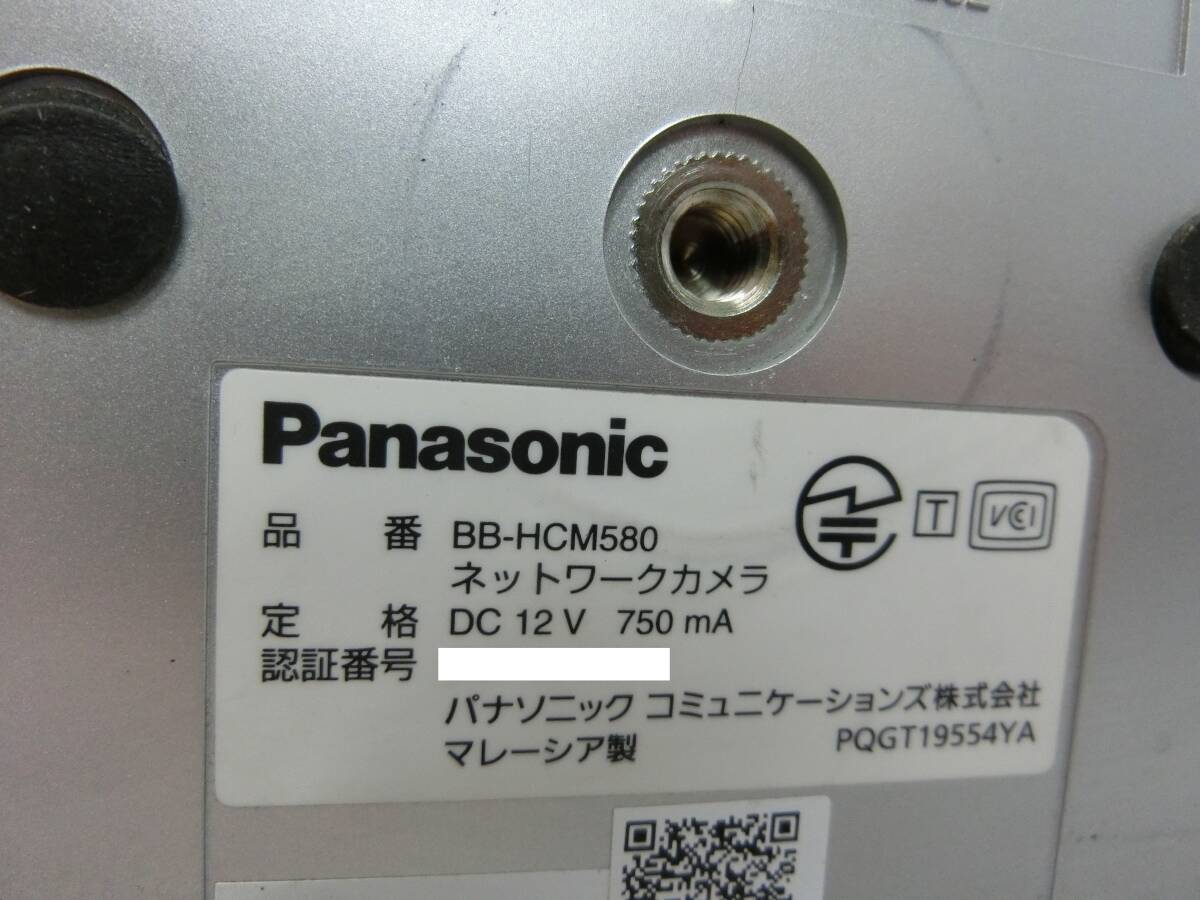 Panasonic
品番 BB-HCM580
ネットワークカメラ
T
VCI
定格 DC 12 V 750 mA
認証番号
パナソニック コミュニケーションズ株式会社
マレーシア製
PQGT19554YA